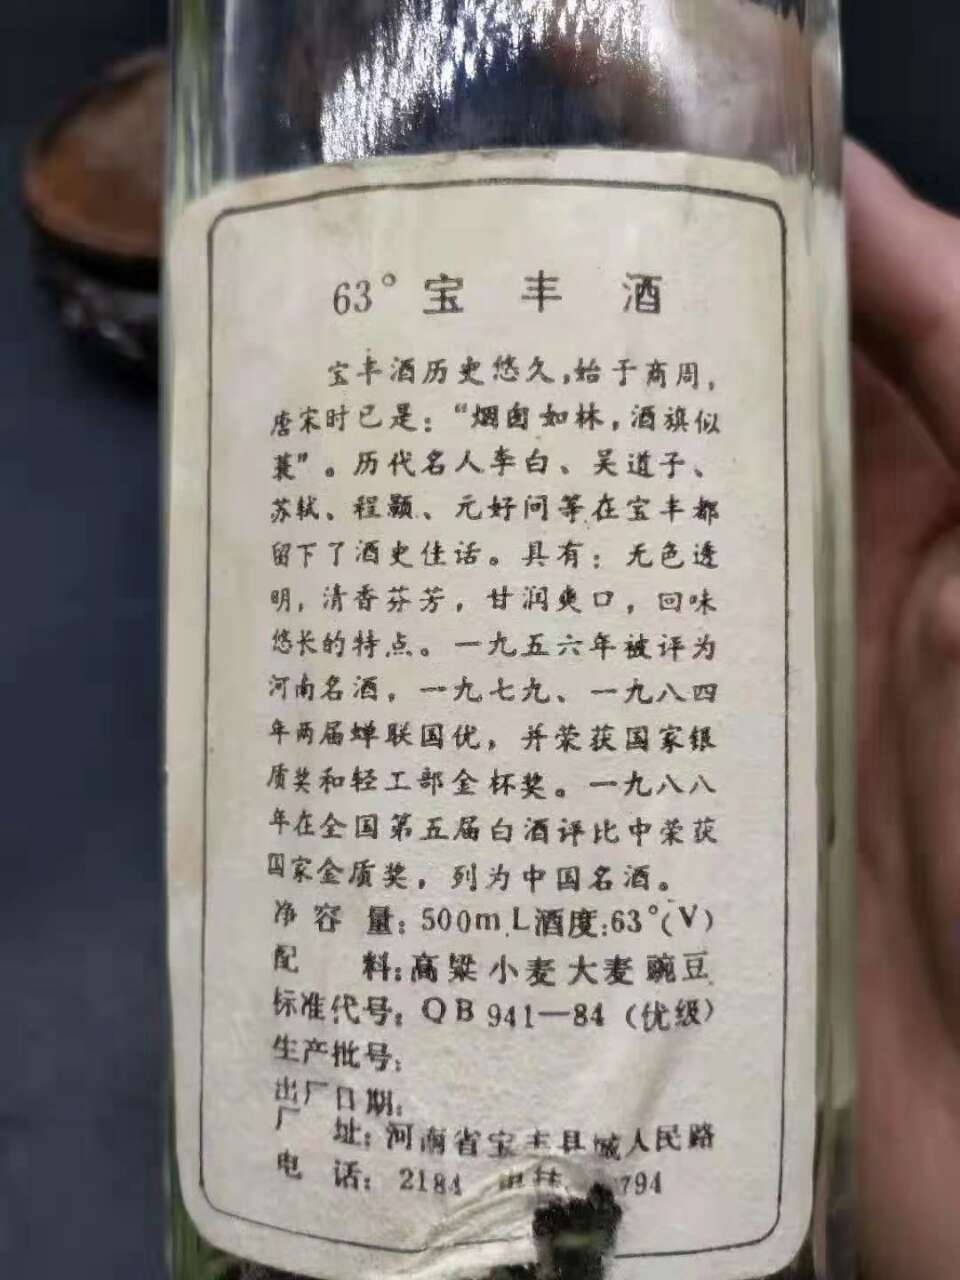 63°宝丰酒
宝丰酒历史悠久,始于商周,
唐宋时已是:“烟囱如林,酒旗似
蓑”。历代名人李白、吴道子、
苏轼、程颢、元好问等在宝丰都
留下了酒史佳话。具有:无色透
明,清香芬芳,甘润爽口,回味
悠长的特点。一九五六年被评为
河南名酒,一九七九、一九八四
年两届蝉联国优,并荣获国家银
质奖和轻工部金杯奖。一九八八
年在全国第五届白酒评比中荣获
国家金质奖,列为中国名酒。
净容量:500mL酒度:63°(V)
配料:高粱小麦大麦豌豆
标准代号:QB941—84(优级)
生产批号:
出厂日期:
厂址:河南省宝丰县城人民路
电话:2184 794